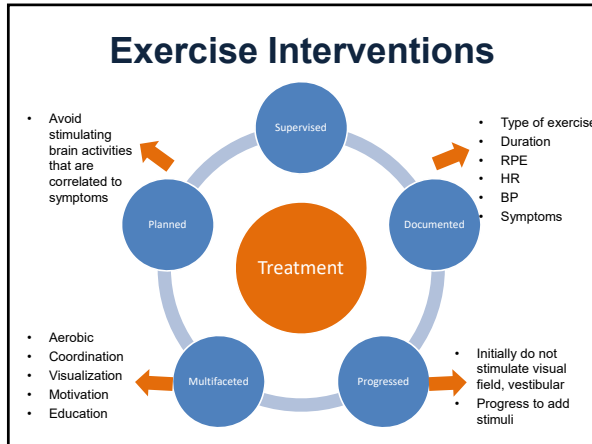 Exercise Interventions
• Avoid
stimulating
brain activities
that are
correlated to
symptoms
Supervised
• Type of exercise
• Duration
• RPE
• HR
• BP
• Symptoms
Planned
Documented
Treatment
• Aerobic
• Coordination
• Visualization
• Motivation
• Education
Multifaceted
Progressed
• Initially do not
stimulate visual
field, vestibular
• Progress to add
stimuli